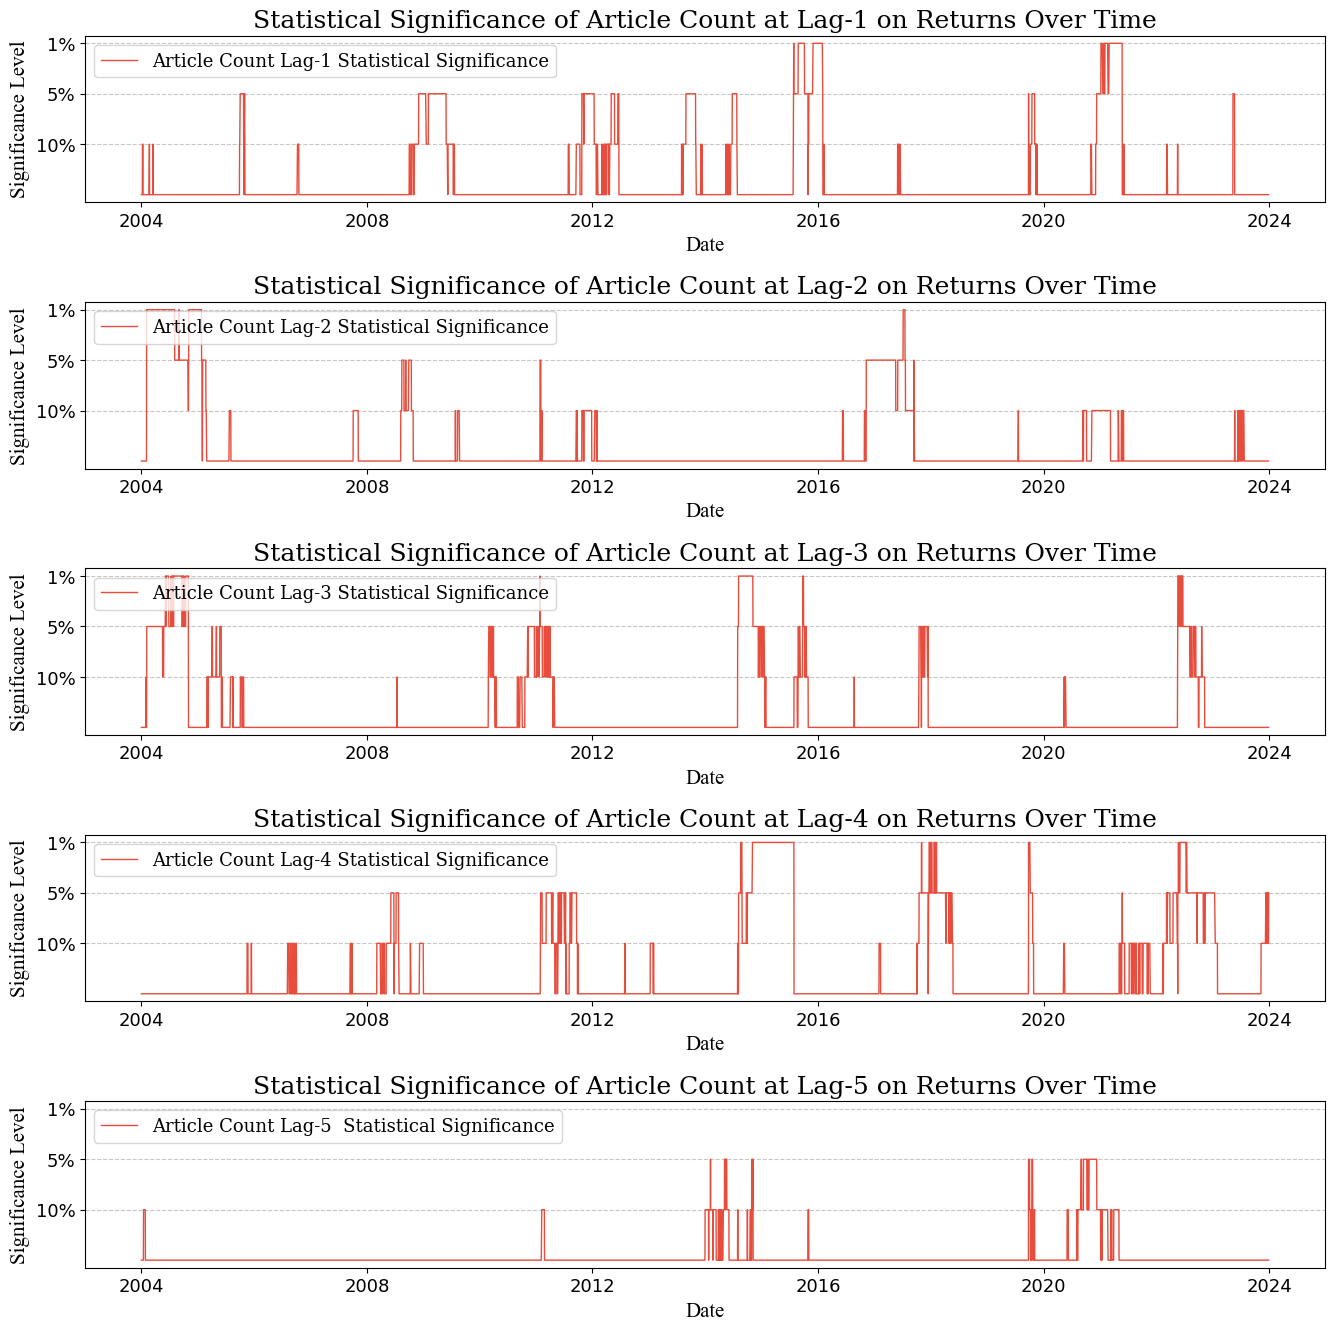 Statistical Significance of Article Count at Lag-1 on Returns Over Time
Significance Level
1%
5%
10%
Article Count Lag-1 Statistical Significance
2004 2008 2012 2016 2020 2024
Date
Statistical Significance of Article Count at Lag-2 on Returns Over Time
Significance Level
1%
5%
10%
Article Count Lag-2 Statistical Significance
2004 2008 2012 2016 2020 2024
Date
Statistical Significance of Article Count at Lag-3 on Returns Over Time
Significance Level
1%
5%
10%
Article Count Lag-3 Statistical Significance
2004 2008 2012 2016 2020 2024
Date
Statistical Significance of Article Count at Lag-4 on Returns Over Time
Significance Level
1%
5%
10%
Article Count Lag-4 Statistical Significance
2004 2008 2012 2016 2020 2024
Date
Statistical Significance of Article Count at Lag-5 on Returns Over Time
Significance Level
1%
5%
10%
Article Count Lag-5  Statistical Significance
2004 2008 2012 2016 2020 2024
Date